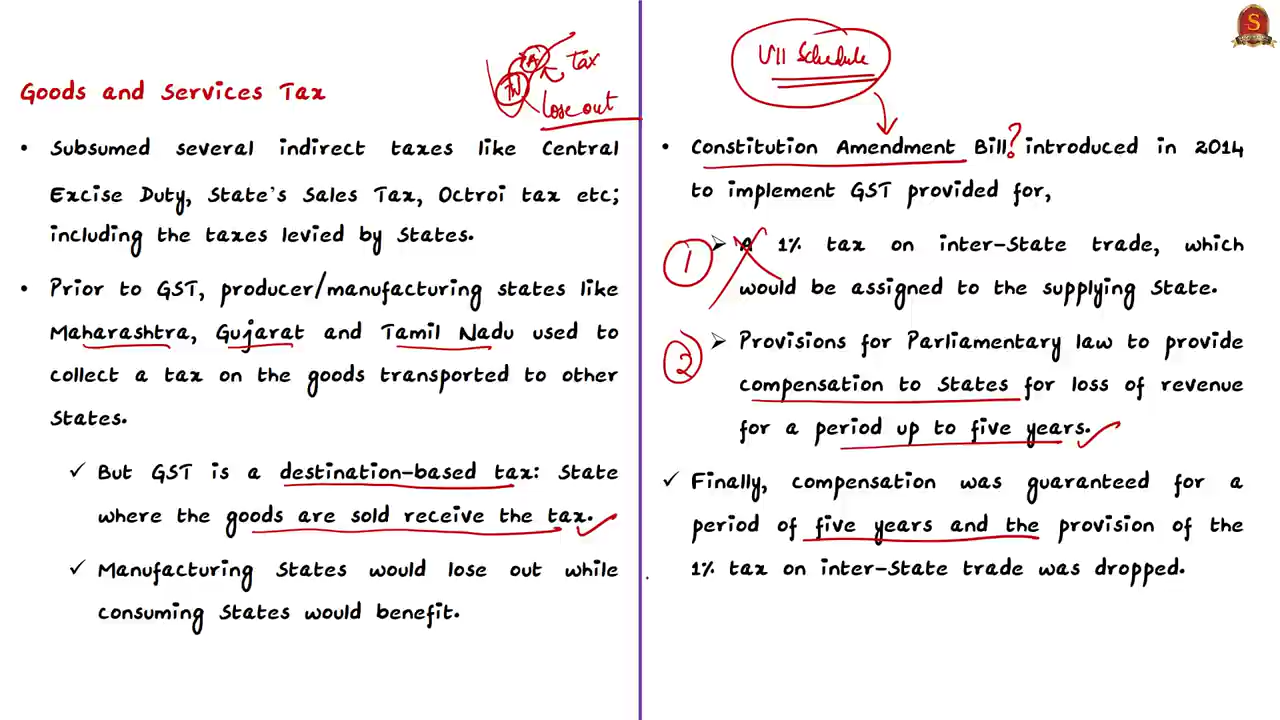 Goods and Services Tax
A
TN
Tax
lose out
• Subsumed several indirect taxes like Central
Excise Duty, State's Sales Tax, Octroi tax etc;
including the taxes levied by States.
• Prior to GST, producer/manufacturing states like
Maharashtra, Gujarat and Tamil Nadu used to
collect a tax on the goods transported to other
States.
✓ But GST is a destination-based tax: State
where the goods are sold receive the tax.
✓ Manufacturing States would lose out while
consuming States would benefit.
VII Schedule
S
• Constitution Amendment Bill? introduced in 2014
to implement GST provided for,
1
➢ A 1% tax on inter-State trade, which
would be assigned to the supplying State.
2
➢ Provisions for Parliamentary law to provide
compensation to States for loss of revenue
for a period up to five years.
✓ Finally, compensation was guaranteed for a
period of five years and the provision of the
1% tax on inter-State trade was dropped.